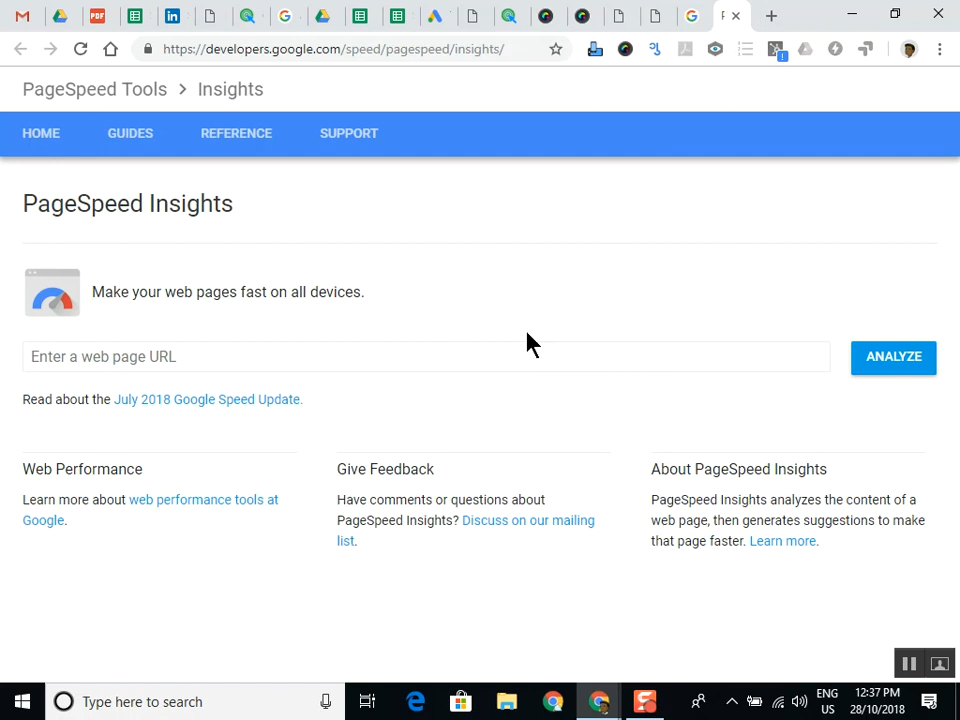 PDF
https://developers.google.com/speed/pagespeed/insights/
PageSpeed Tools > Insights
HOME GUIDES REFERENCE SUPPORT
PageSpeed Insights
Make your web pages fast on all devices.
Enter a web page URL
ANALYZE
Read about the July 2018 Google Speed Update.
Web Performance
Learn more about web performance tools at
Google.
Give Feedback
Have comments or questions about
PageSpeed Insights? Discuss on our mailing
list.
About PageSpeed Insights
PageSpeed Insights analyzes the content of a
web page, then generates suggestions to make
that page faster. Learn more.
Type here to search
ENG
US
12:37 PM
28/10/2018